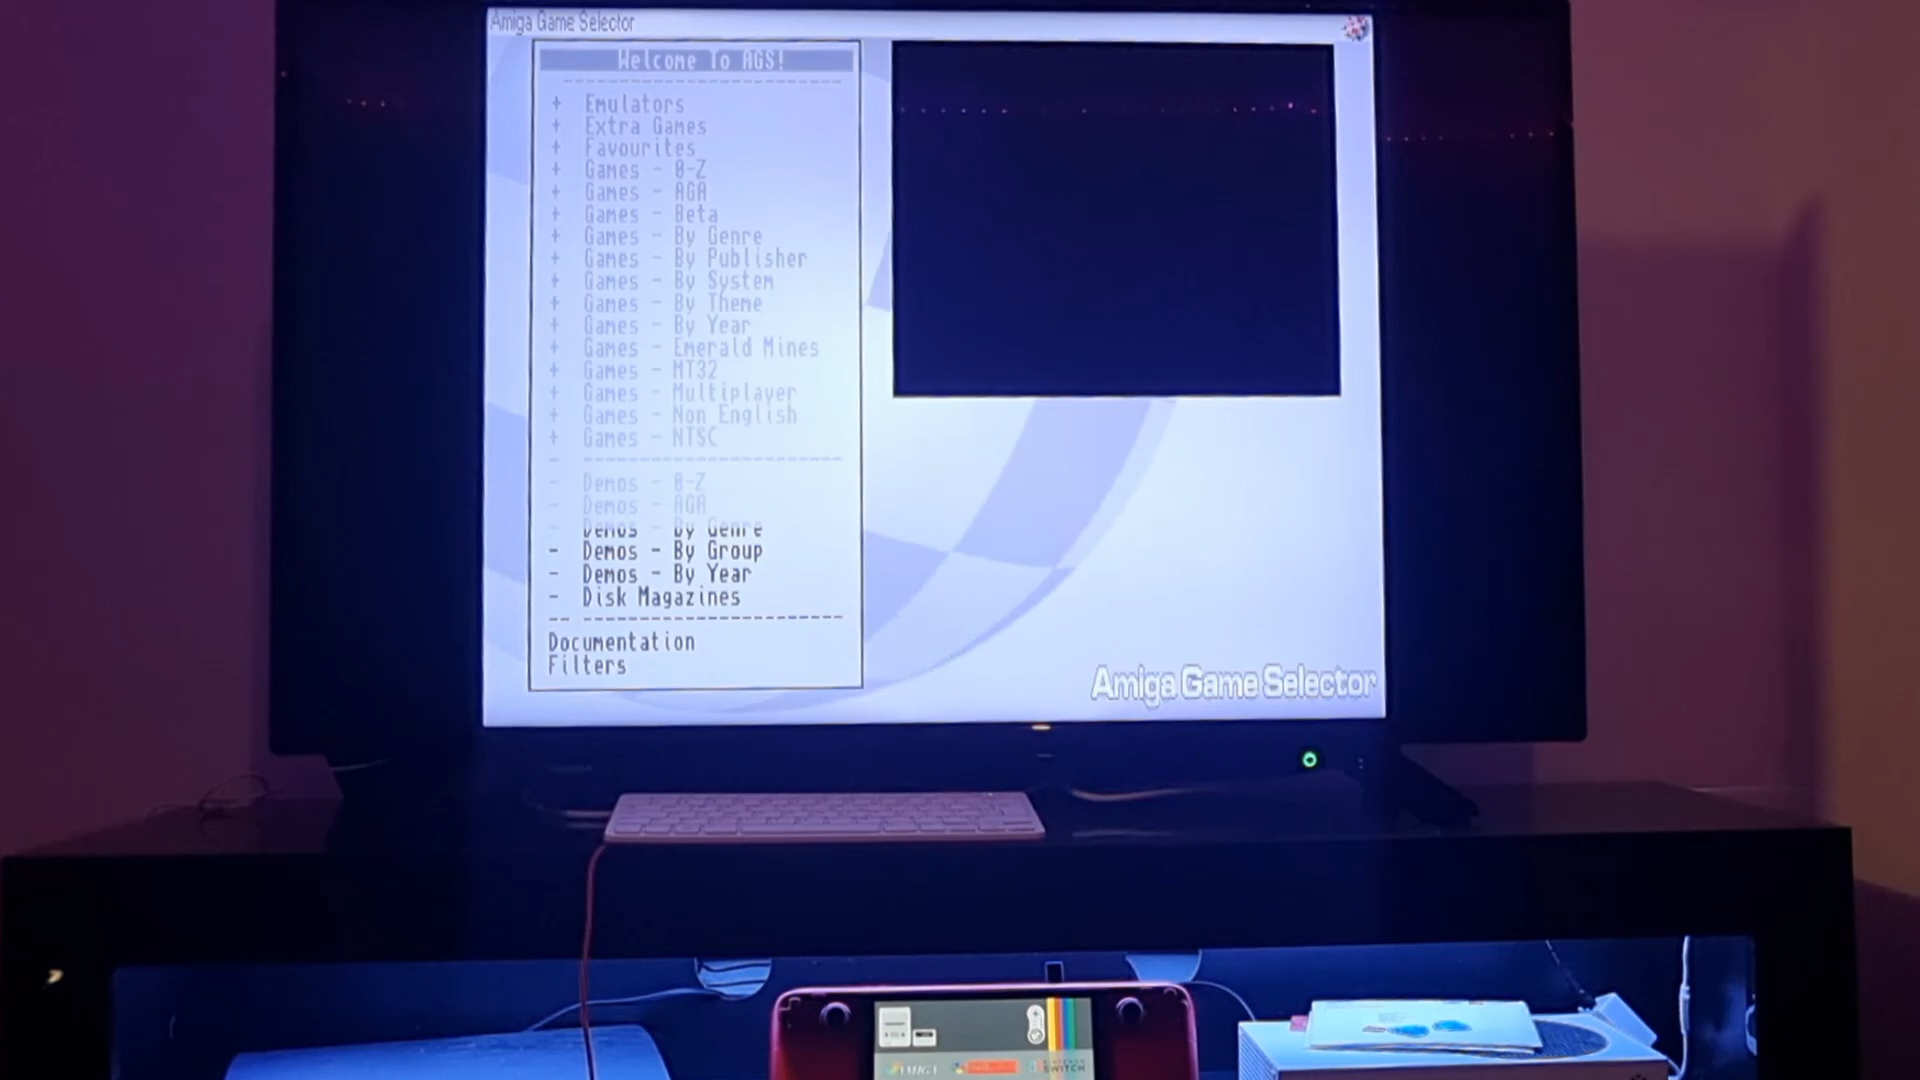 Amiga Game Selector
Welcome To AGS!
+ Emulators
+ Extra Games
+ Favourites
+ Games - 0-Z
+ Games - AGA
+ Games - Beta
+ Games - By Genre
+ Games - By Publisher
+ Games - By System
+ Games - By Theme
+ Games - By Year
+ Games - Emerald Mines
+ Games - MT32
+ Games - Multiplayer
+ Games - Non English
+ Games - NTSC
- Demos - 0-Z
- Demos - AGA
- Demos - By Genre
- Demos - By Group
- Demos - By Year
- Disk Magazines
Documentation
Filters
Amiga Game Selector
AMIGA
SWITCH